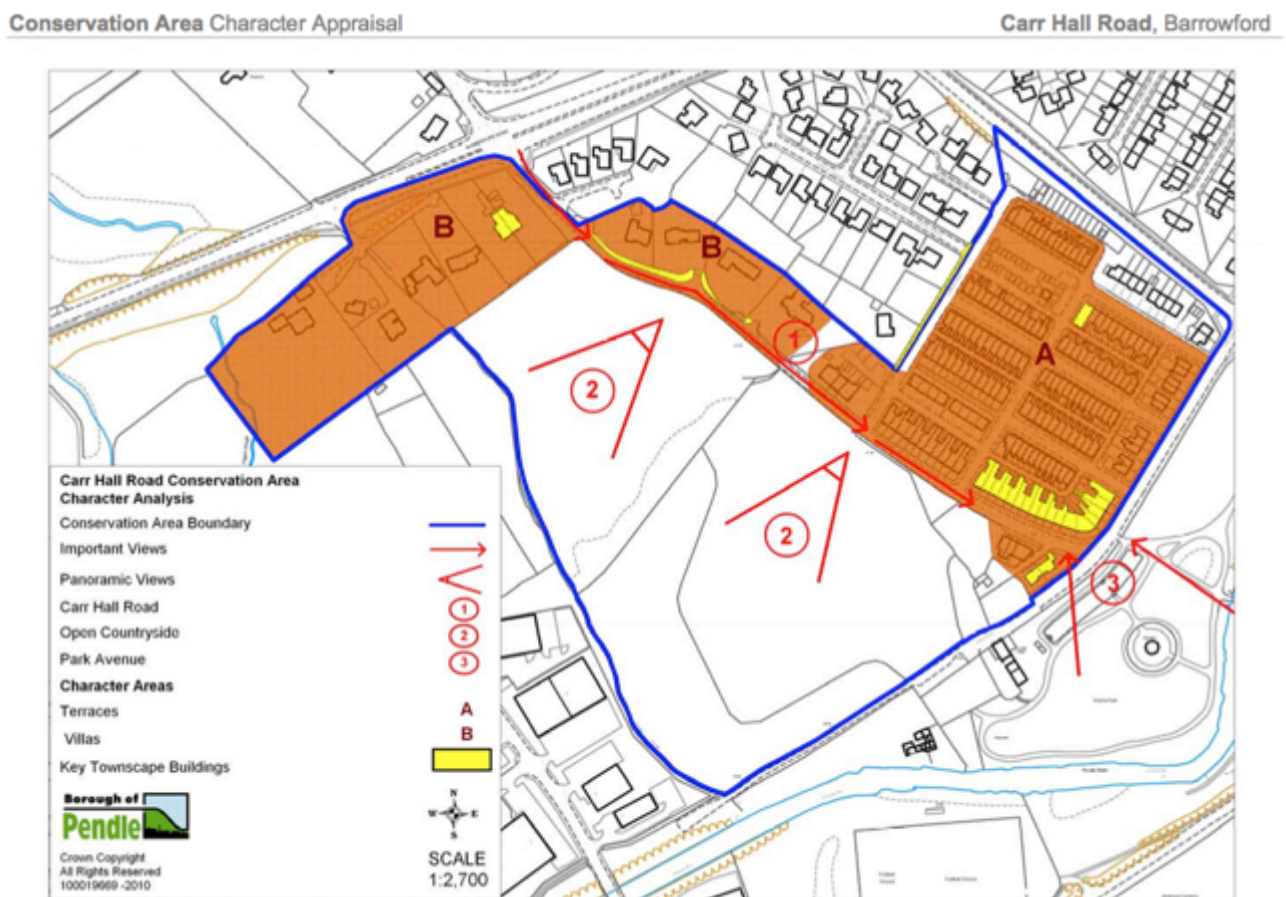 Conservation Area Character Appraisal
Carr Hall Road, Barrowford
B
B
A
1
2
2
3
Carr Hall Road Conservation Area
Character Analysis
Conservation Area Boundary
Important Views
Panoramic Views
Carr Hall Road 1
Open Countryside 2
Park Avenue 3
Character Areas
Terraces A
Villas B
Key Townscape Buildings
Borough of
Pendle
N
W E
S
SCALE
1:2,700
Crown Copyright
All Rights Reserved
100019669 -2010